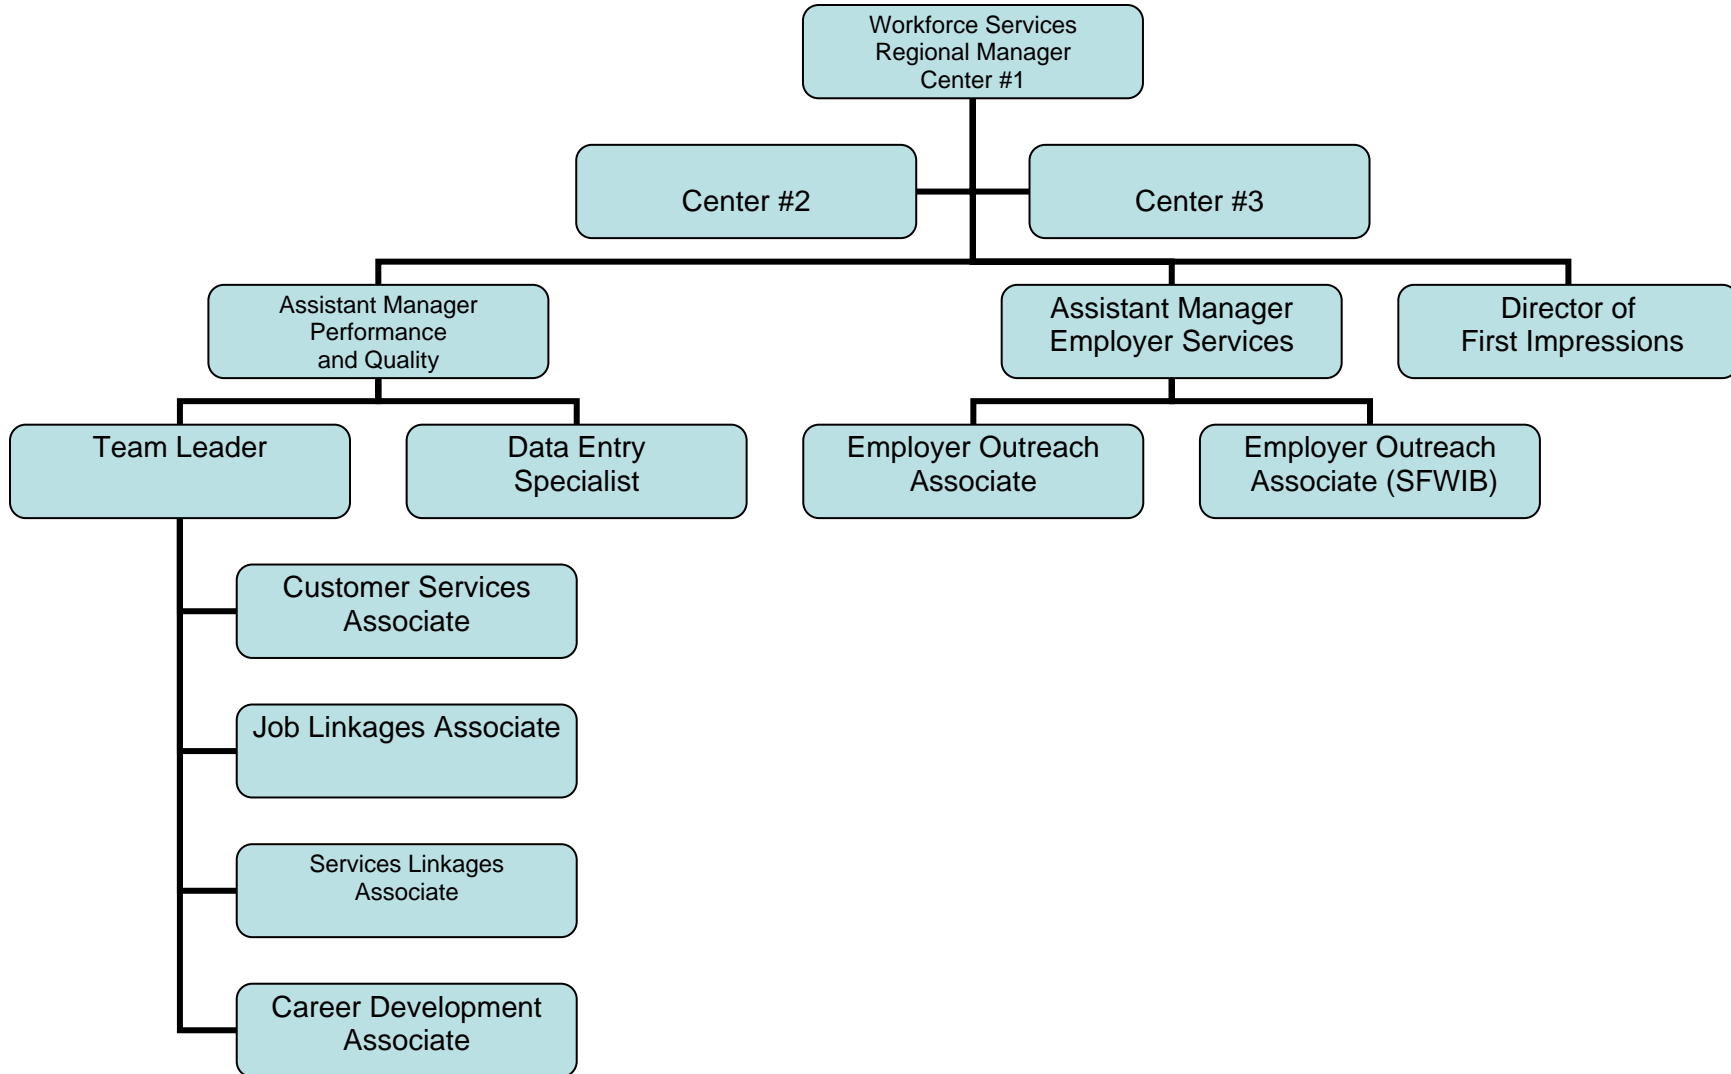 Workforce Services
Regional Manager
Center #1
Center #2
Center #3
Assistant Manager
Performance
and Quality
Assistant Manager
Employer Services
Director of
First Impressions
Team Leader
Data Entry
Specialist
Employer Outreach
Associate
Employer Outreach
Associate (SFWIB)
Customer Services
Associate
Job Linkages Associate
Services Linkages
Associate
Career Development
Associate